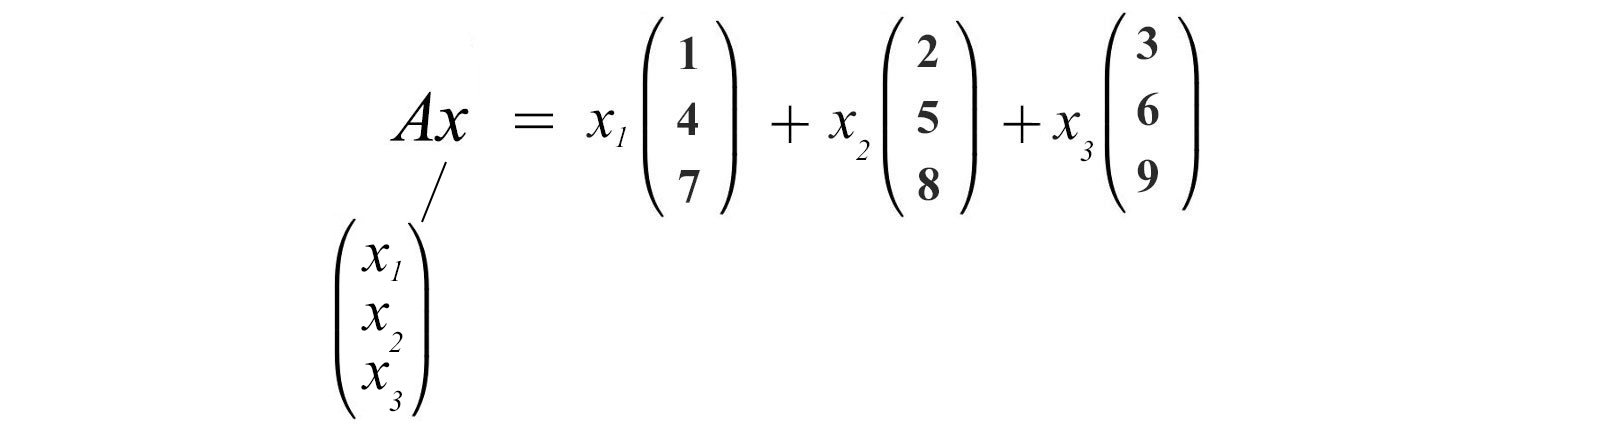 Ax = x₁ (1 4 7) + x₂ (2 5 8) + x₃ (3 6 9)
(x₁
x₂
x₃)